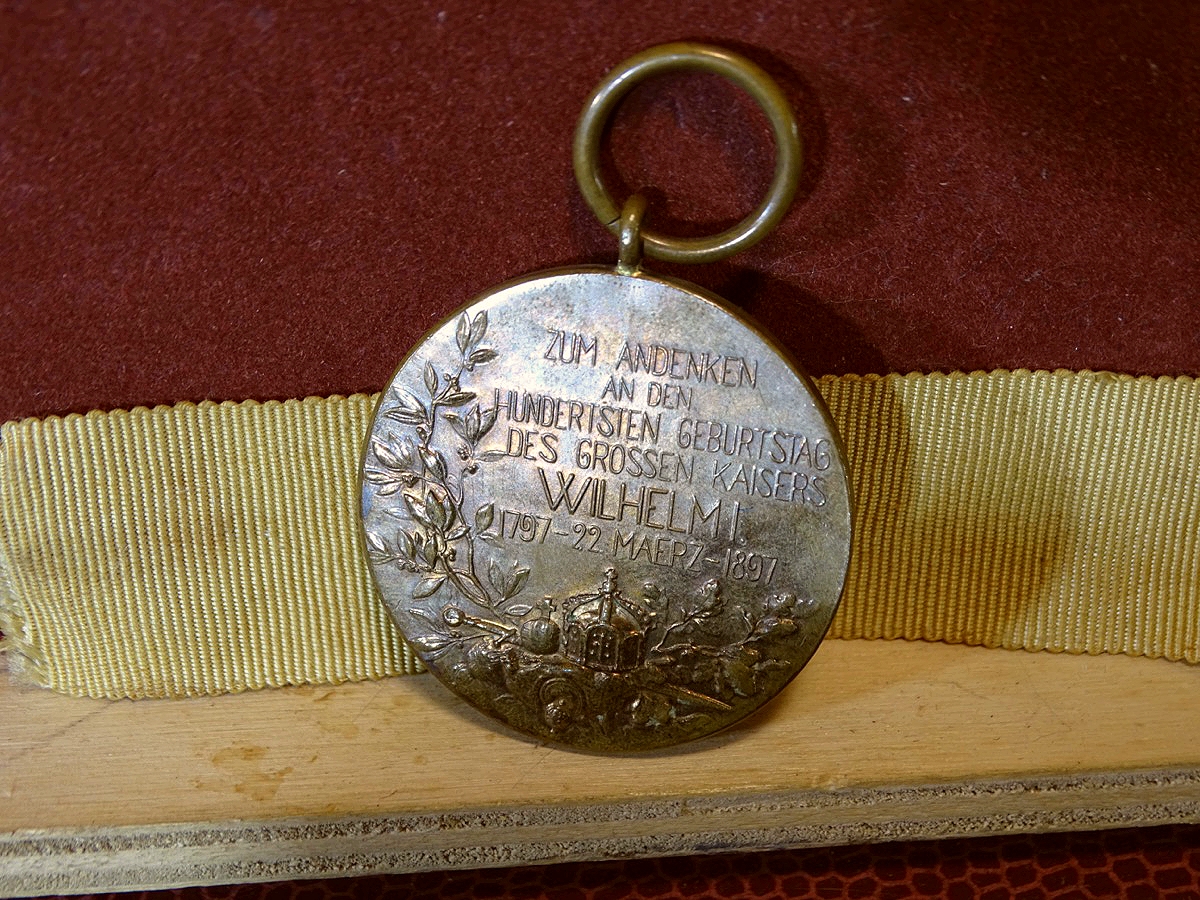 ZUM ANDENKEN
AN DEN
HUNDERTSTEN GEBURTSTAG
DES GROSSEN KAISERS
WILHELM I.
1797–22 MAERZ–1897